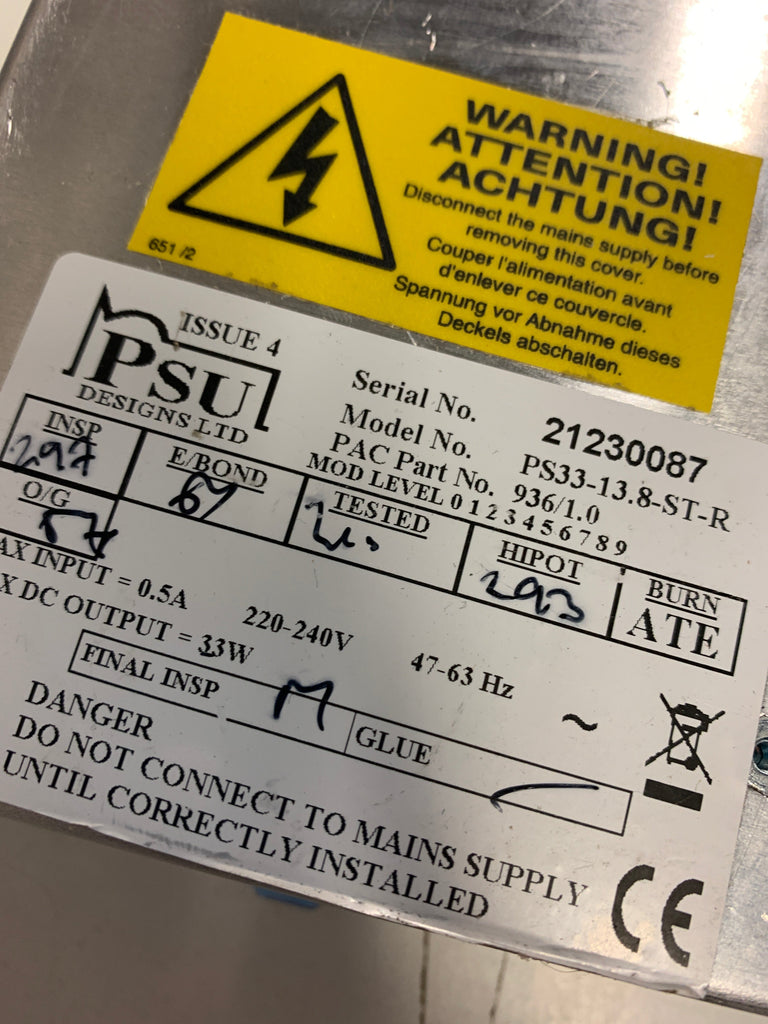 WARNING!
ATTENTION!
ACHTUNG!
Disconnect the mains supply before
removing this cover.
Couper l'alimentation avant
d'enlever ce couvercle.
Spannung vor Abnahme dieses
Deckels abschalten.
651 /2
ISSUE 4
PSU
DESIGNS LTD
Serial No. 21230087
Model No. PS33-13.8-ST-R
PAC Part No. 936/1.0
MOD LEVEL 0 1 2 3 4 5 6 7 8 9
INSP E/BOND TESTED HIPOT BURN
297 293 ATE
O/G
AX INPUT = 0.5A 220-240V 47-63 Hz ~
X DC OUTPUT = 33W
FINAL INSP GLUE
DANGER
DO NOT CONNECT TO MAINS SUPPLY
UNTIL CORRECTLY INSTALLED
CE